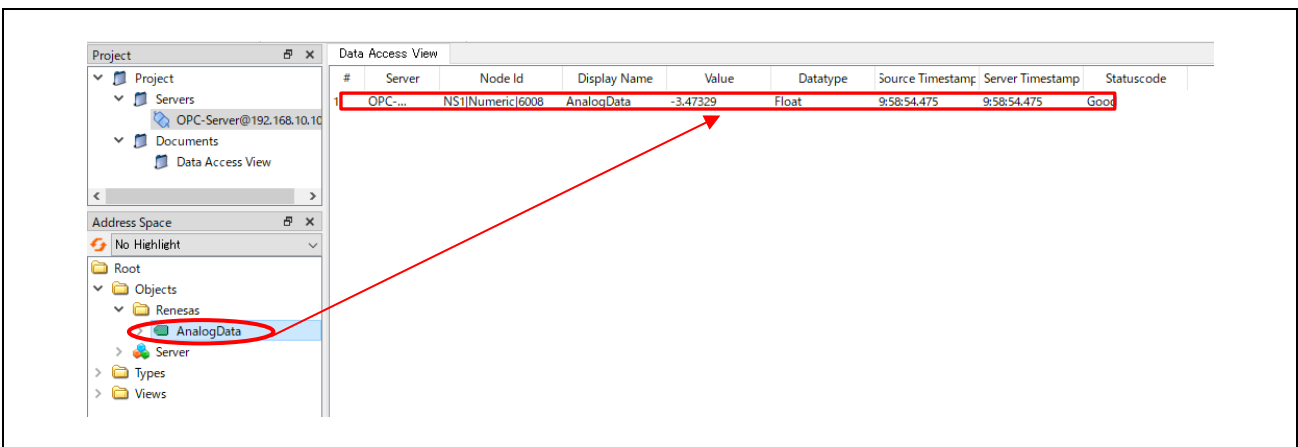 Project
Project
Servers
OPC-Server@192.168.10.10
Documents
Data Access View
Address Space
No Highlight
Root
Objects
Renesas
AnalogData
Server
Types
Views
Data Access View
# Server Node Id Display Name Value Datatype Source Timestamp Server Timestamp Statuscode
1 OPC-... NS1|Numeric|6008 AnalogData -3.47329 Float 9:58:54.475 9:58:54.475 Good